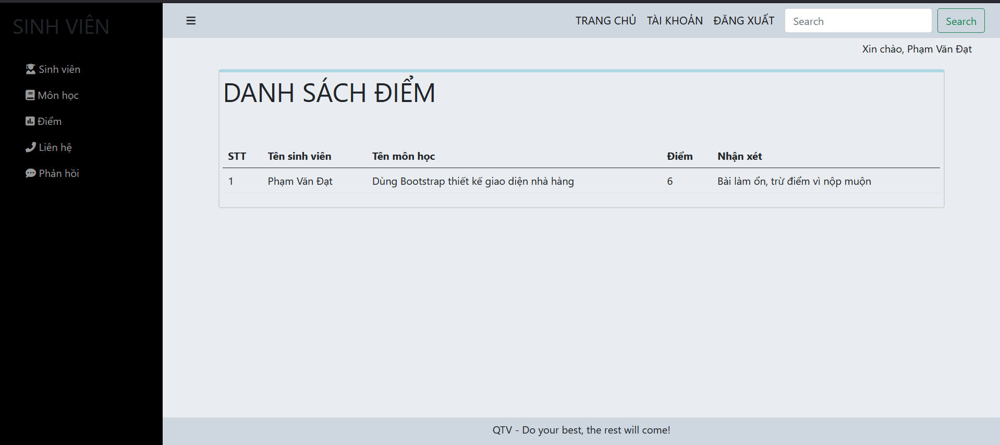 SINH VIÊN
Sinh viên
Môn học
Điểm
Liên hệ
Phản hồi
TRANG CHỦ TÀI KHOẢN ĐĂNG XUẤT Search Search
Xin chào, Phạm Văn Đạt
DANH SÁCH ĐIỂM
STT Tên sinh viên Tên môn học Điểm Nhận xét
1 Phạm Văn Đạt Dùng Bootstrap thiết kế giao diện nhà hàng 6 Bài làm ổn, trừ điểm vì nộp muộn
QTV - Do your best, the rest will come!